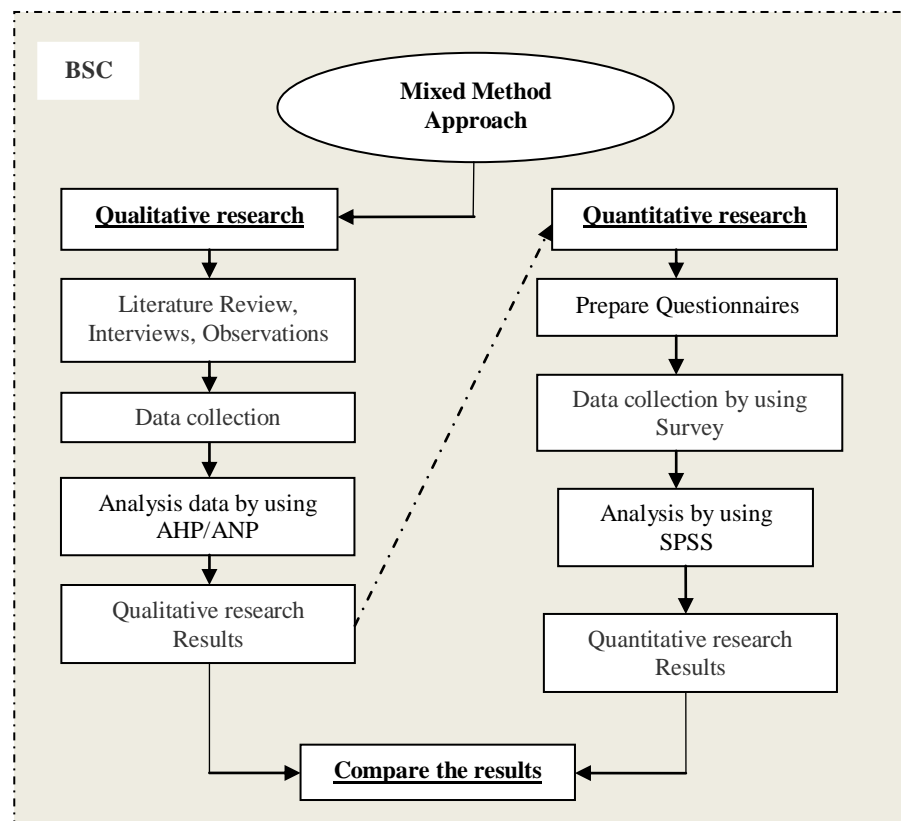 BSC
Mixed Method
Approach
Qualitative research
Literature Review,
Interviews, Observations
Data collection
Analysis data by using
AHP/ANP
Qualitative research
Results
Quantitative research
Prepare Questionnaires
Data collection by using
Survey
Analysis by using
SPSS
Quantitative research
Results
Compare the results